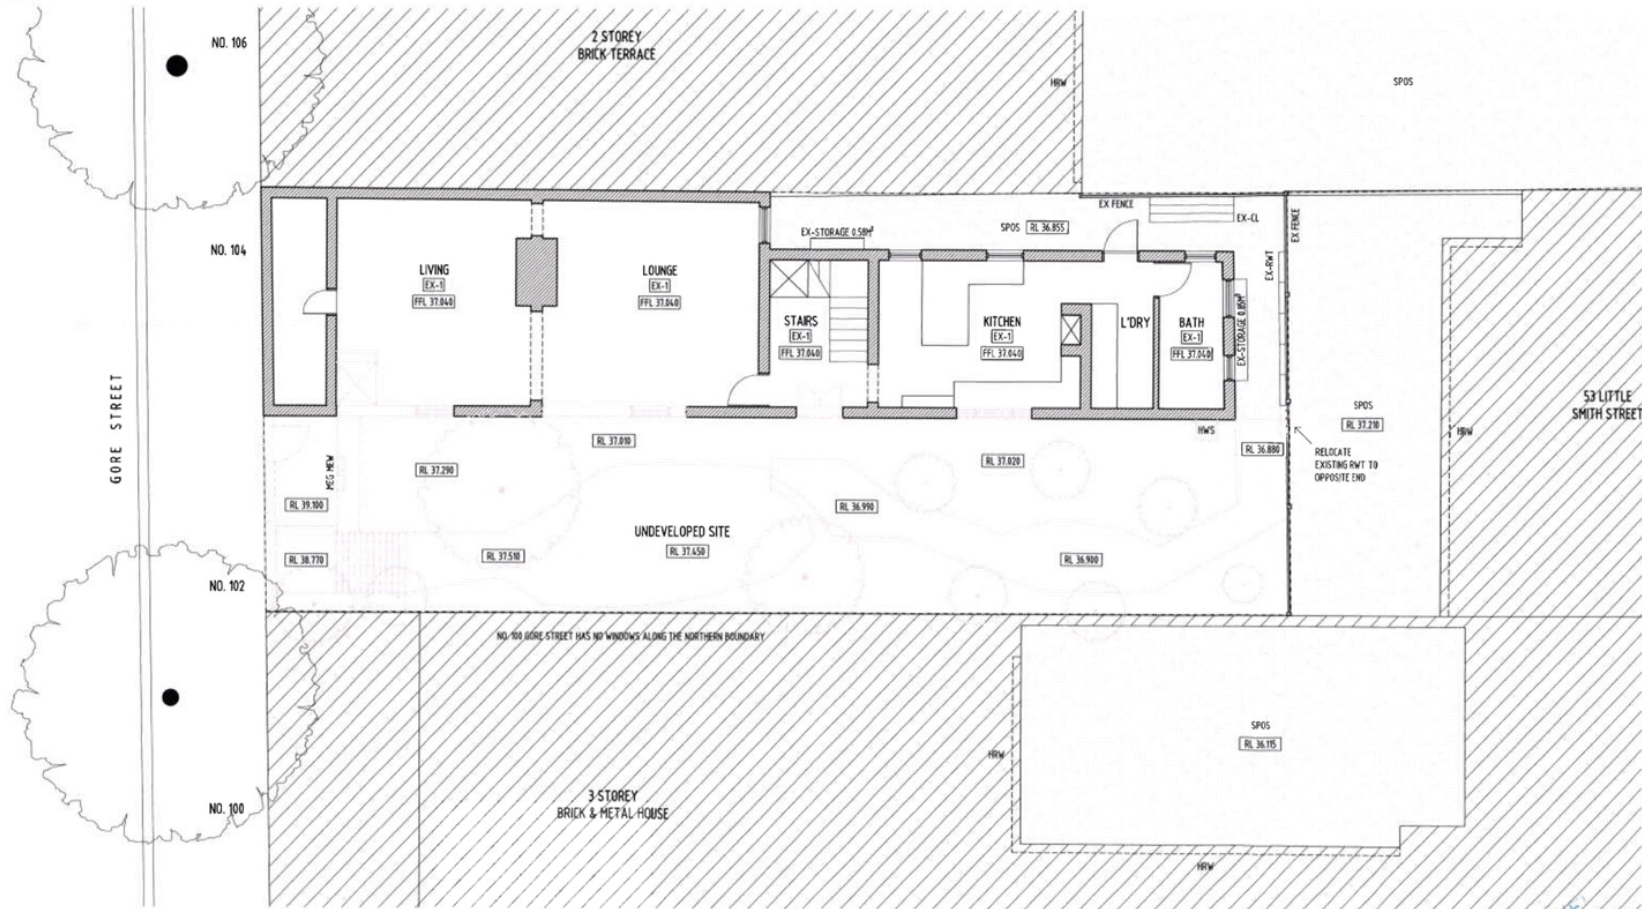 NO. 106
2 STOREY
BRICK TERRACE
HRW
SPOS
NO. 104
EX FENCE
EX-CL
SPOS RL 36.855
EX-STORAGE 0.58M³
EX FENCE
EX-RWT
LIVING
EX-1
FFL 37.040
LOUNGE
EX-1
FFL 37.040
STAIRS
EX-1
FFL 37.040
KITCHEN
EX-1
FFL 37.040
L'DRY
BATH
EX-1
FFL 37.040
EX-STORAGE 0.85M³
GORE STREET
SPOS
RL 37.210
53 LITTLE
SMITH STREET
HRW
RL 37.010
HWS
RL 36.880
RELOCATE
EXISTING RWT TO
OPPOSITE END
RL 37.290
RL 37.020
RL 39.100
RL 36.990
UNDEVELOPED SITE
RL 37.450
RL 38.770
RL 37.510
RL 36.900
NO. 102
NO. 100 GORE STREET HAS NO WINDOWS ALONG THE NORTHERN BOUNDARY
SPOS
RL 36.115
HRW
3 STOREY
BRICK & METAL HOUSE
NO. 100
HRW